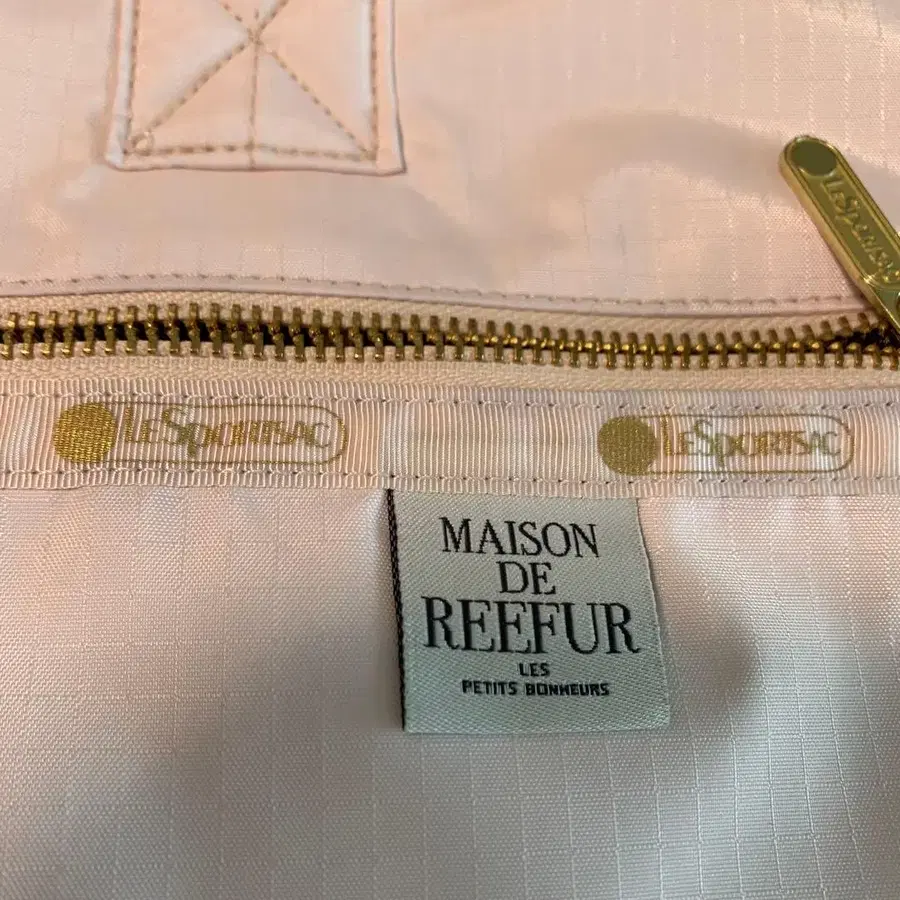 LESPORTSAC
LESPORTSAC
LESPORTSAC
MAISON
DE
REEFUR
LES
PETITS BONHEURS